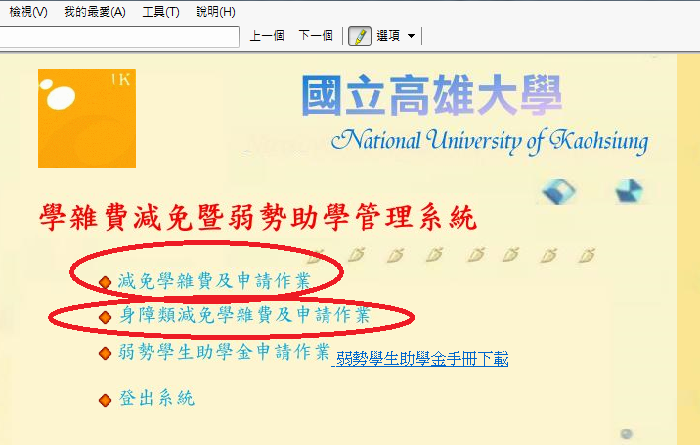 檢視(V) 我的最愛(A) 工具(T) 說明(H)
上一個 下一個 選項
1K
國立高雄大學
National University of Kaohsiung
學雜費減免暨弱勢助學管理系統
減免學雜費及申請作業
身障類減免學雜費及申請作業
弱勢學生助學金申請作業 弱勢學生助學金手冊下載
登出系統